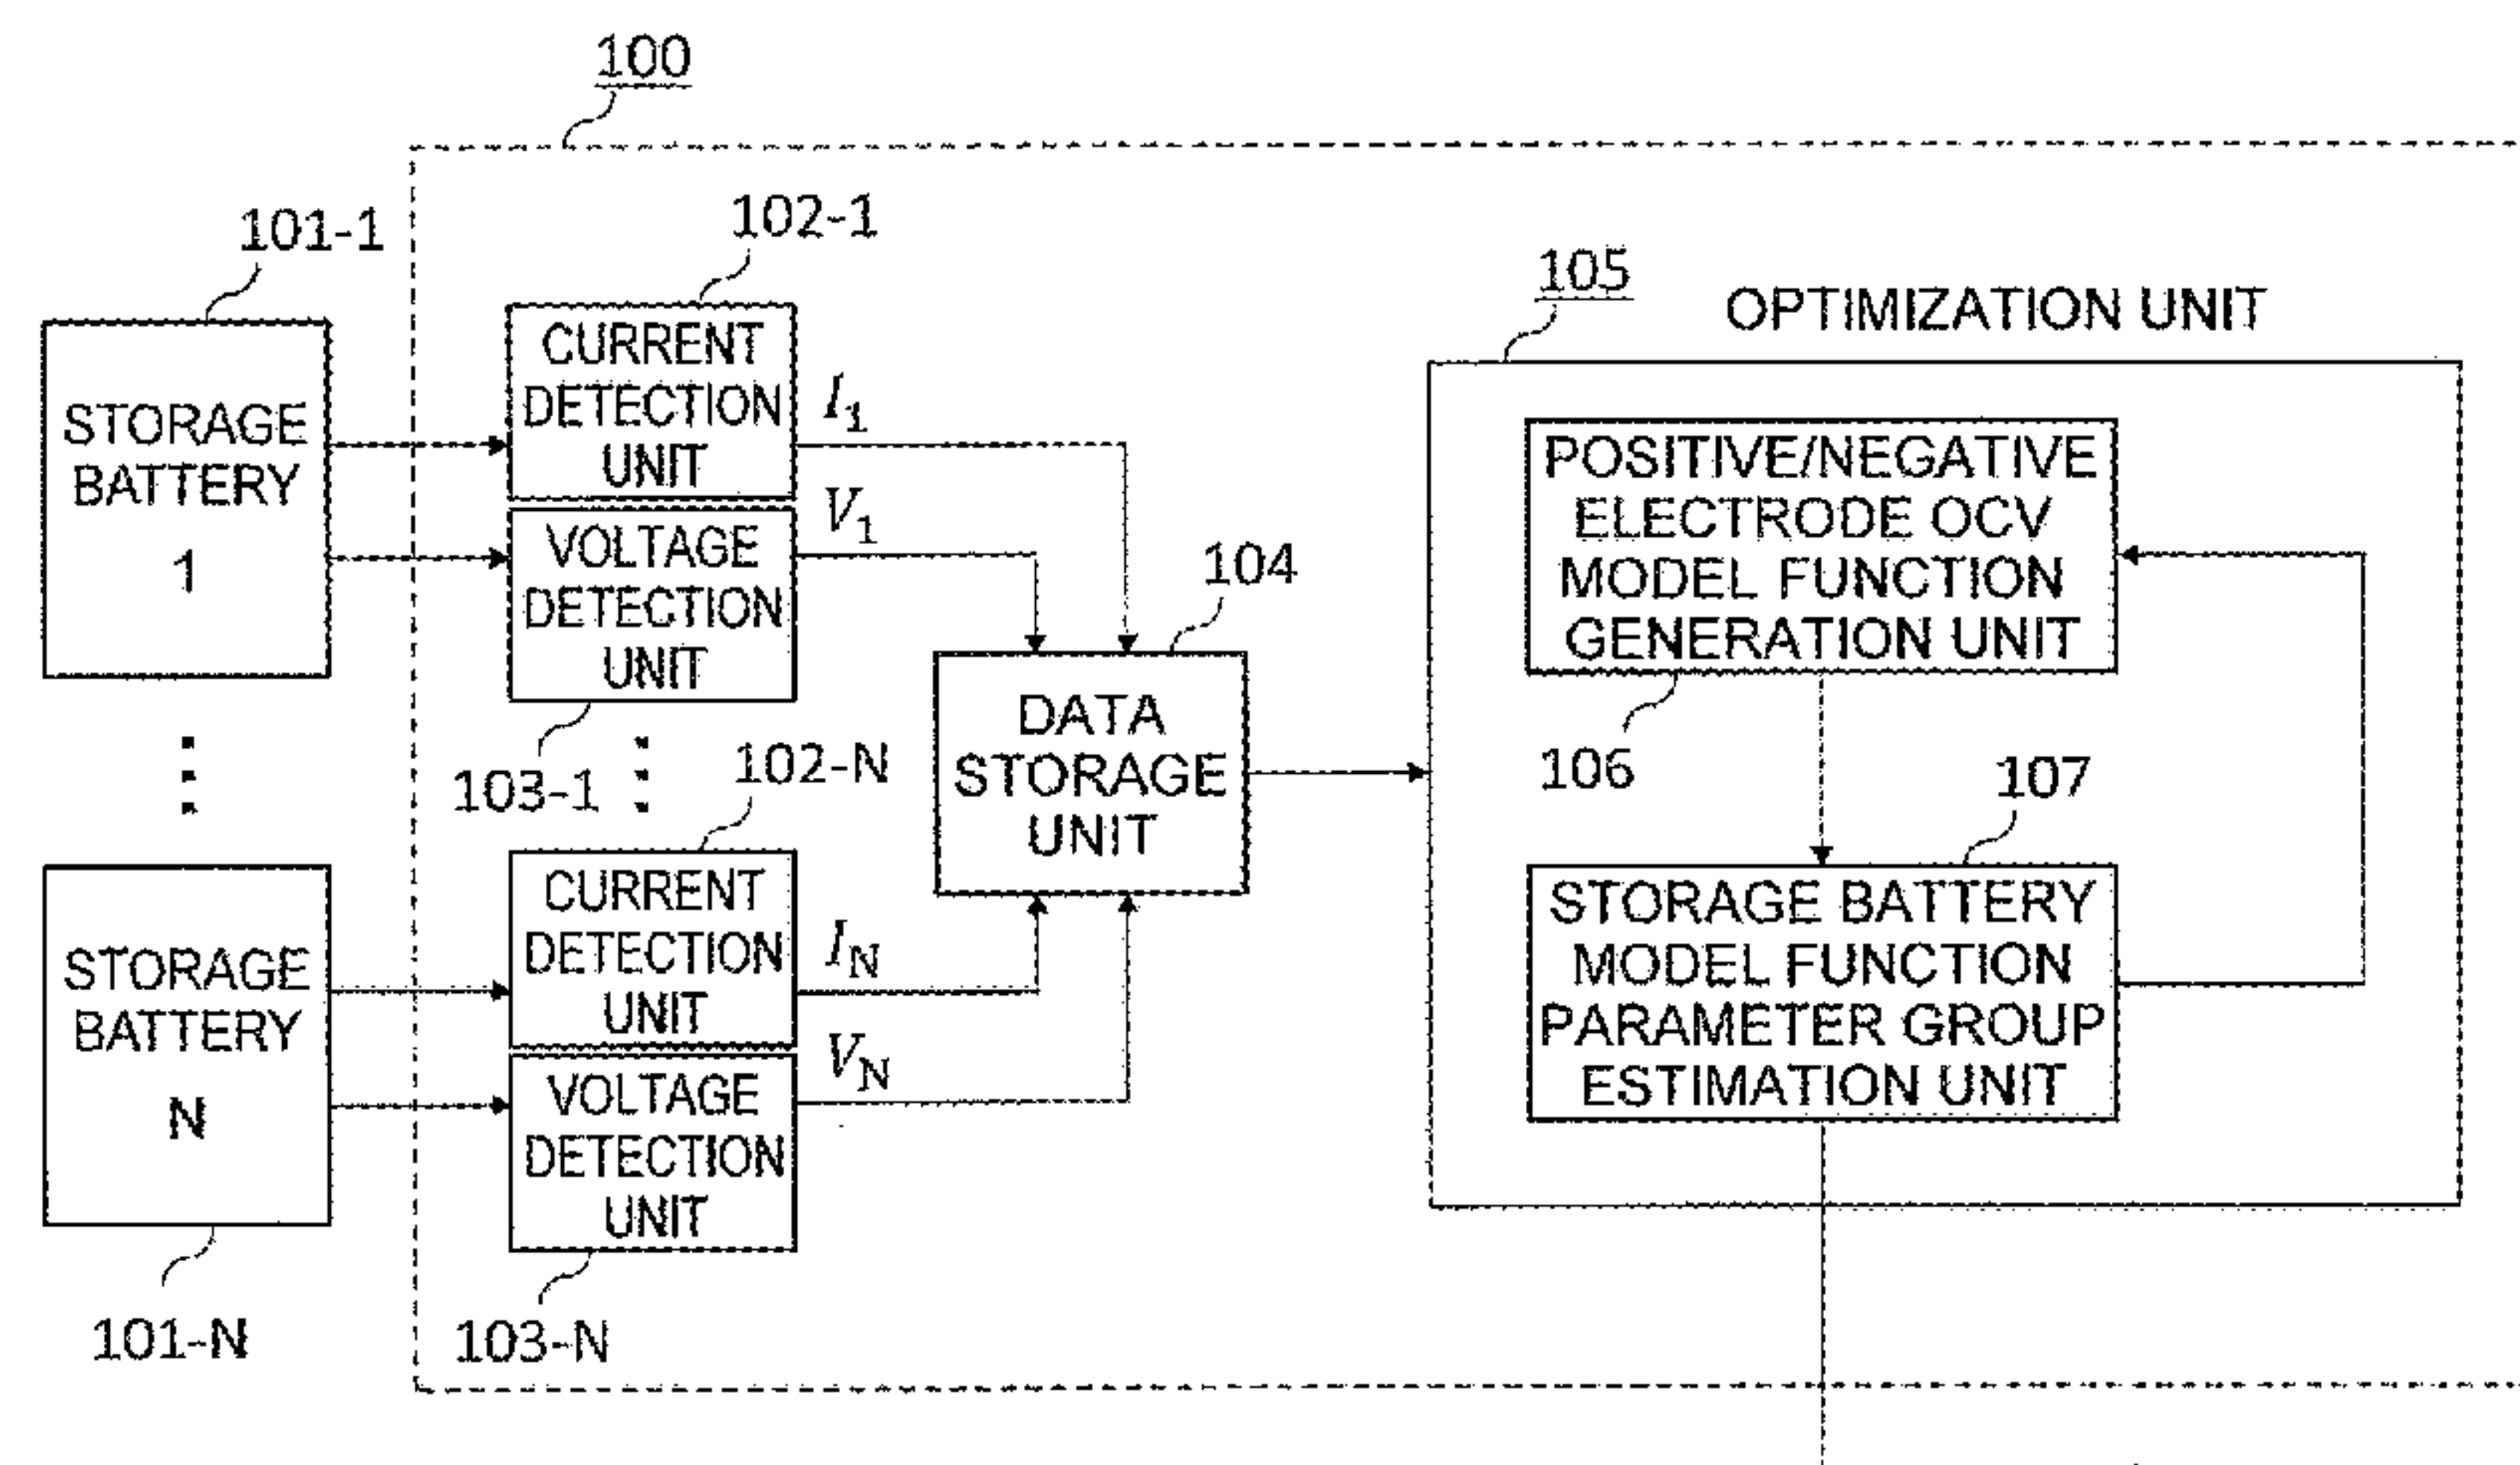 100
101-1
102-1
105
OPTIMIZATION UNIT
STORAGE
BATTERY
1
CURRENT
DETECTION
UNIT
I₁
VOLTAGE
DETECTION
UNIT
V₁
103-1
104
DATA
STORAGE
UNIT
POSITIVE/NEGATIVE
ELECTRODE OCV
MODEL FUNCTION
GENERATION UNIT
106
107
STORAGE BATTERY
MODEL FUNCTION
PARAMETER GROUP
ESTIMATION UNIT
102-N
STORAGE
BATTERY
N
CURRENT
DETECTION
UNIT
I_N
VOLTAGE
DETECTION
UNIT
V_N
101-N
103-N